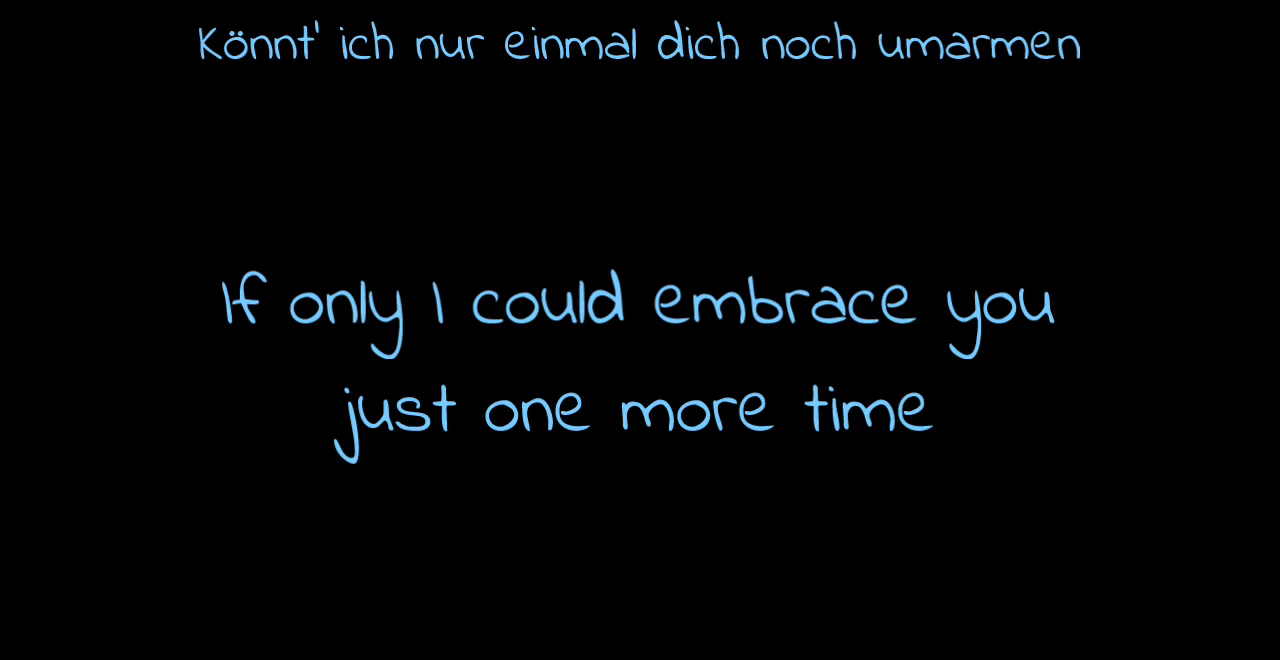 Könnt' ich nur einmal dich noch umarmen
If only I could embrace you
just one more time